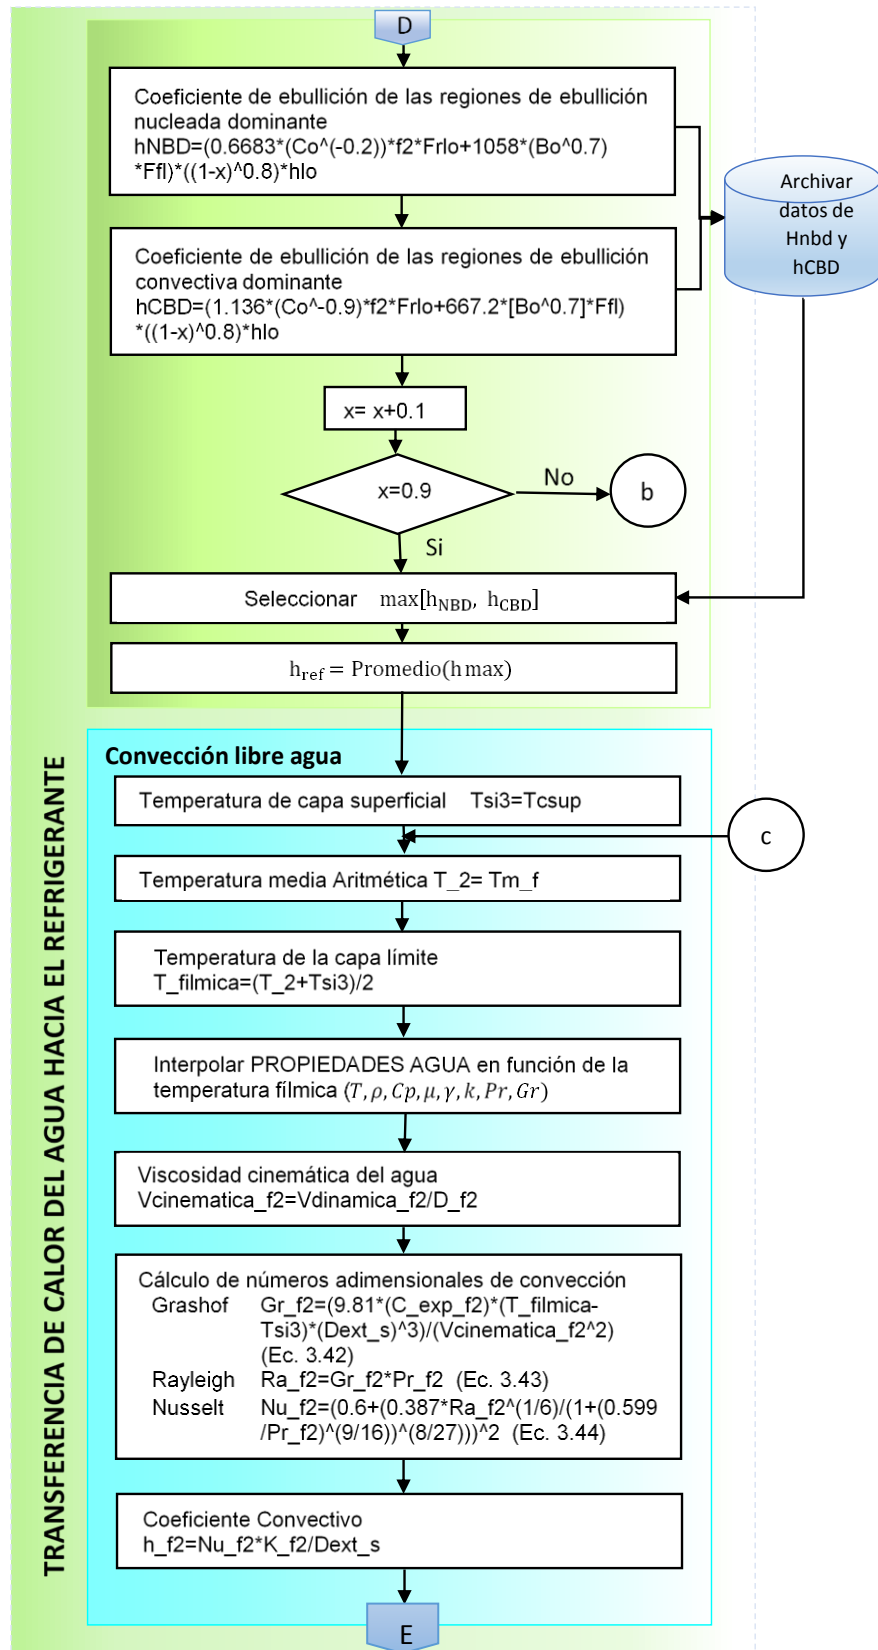 D
Coeficiente de ebullición de las regiones de ebullición
nucleada dominante
hNBD=(0.6683*(Co^(-0.2))*f2*Frlo+1058*(Bo^0.7)
*Ffl)*((1-x)^0.8)*hlo
Archivar
datos de
Hnbd y
hCBD
Coeficiente de ebullición de las regiones de ebullición
convectiva dominante
hCBD=(1.136*(Co^-0.9)*f2*Frlo+667.2*[Bo^0.7]*Ffl)
*((1-x)^0.8)*hlo
x= x+0.1
x=0.9
No
b
Si
Seleccionar max[h_NBD, h_CBD]
h_ref = Promedio(h max)
TRANSFERENCIA DE CALOR DEL AGUA HACIA EL REFRIGERANTE
Convección libre agua
Temperatura de capa superficial Tsi3=Tcsup
c
Temperatura media Aritmética T_2= Tm_f
Temperatura de la capa límite
T_filmica=(T_2+Tsi3)/2
Interpolar PROPIEDADES AGUA en función de la
temperatura fílmica (T, ρ, Cp, μ, γ, k, Pr, Gr)
Viscosidad cinemática del agua
Vcinematica_f2=Vdinamica_f2/D_f2
Cálculo de números adimensionales de convección
Grashof Gr_f2=(9.81*(C_exp_f2)*(T_filmica-
Tsi3)*(Dext_s)^3)/(Vcinematica_f2^2)
(Ec. 3.42)
Rayleigh Ra_f2=Gr_f2*Pr_f2 (Ec. 3.43)
Nusselt Nu_f2=(0.6+(0.387*Ra_f2^(1/6)/(1+(0.599
/Pr_f2)^(9/16))^(8/27)))^2 (Ec. 3.44)
Coeficiente Convectivo
h_f2=Nu_f2*K_f2/Dext_s
E